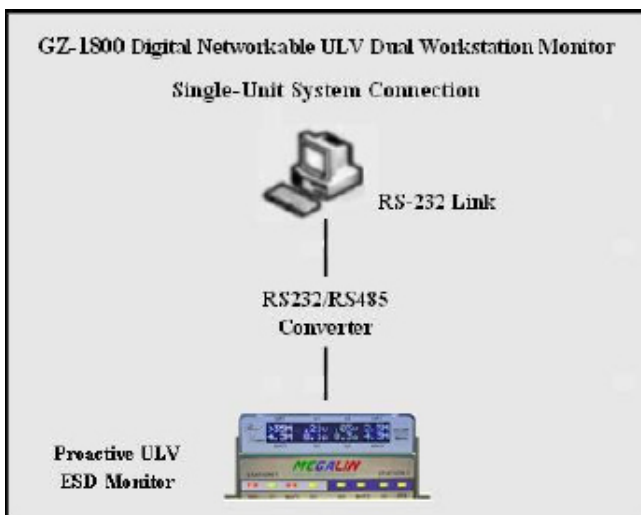 GZ-1800 Digital Networkable ULV Dual Workstation Monitor
Single-Unit System Connection
RS-232 Link
RS232/RS485
Converter
Proactive ULV
ESD Monitor
MEGALIN